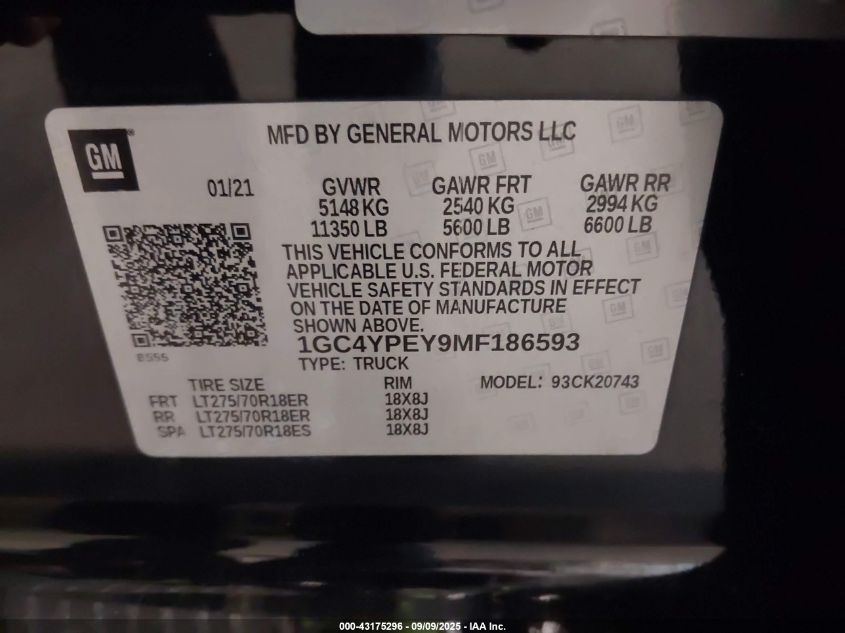 GM
MFD BY GENERAL MOTORS LLC
01/21 GVWR GAWR FRT GAWR RR
5148 KG 2540 KG 2994 KG
11350 LB 5600 LB 6600 LB
THIS VEHICLE CONFORMS TO ALL
APPLICABLE U.S. FEDERAL MOTOR
VEHICLE SAFETY STANDARDS IN EFFECT
ON THE DATE OF MANUFACTURE
SHOWN ABOVE.
1GC4YPEY9MF186593
TYPE: TRUCK
TIRE SIZE RIM MODEL: 93CK20743
FRT LT275/70R18ER 18X8J
RR LT275/70R18ER 18X8J
SPA LT275/70R18ES 18X8J
000-43175296 - 09/09/2025 - IAA Inc.